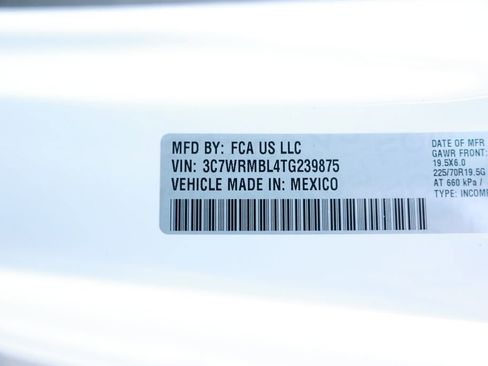 MFD BY: FCA US LLC
VIN: 3C7WRMBL4TG239875
VEHICLE MADE IN: MEXICO
DATE OF MFR
GAWR FRONT:
19.5X6.0
225/70R19.5G
AT 660 kPa /
TYPE: INCOMP